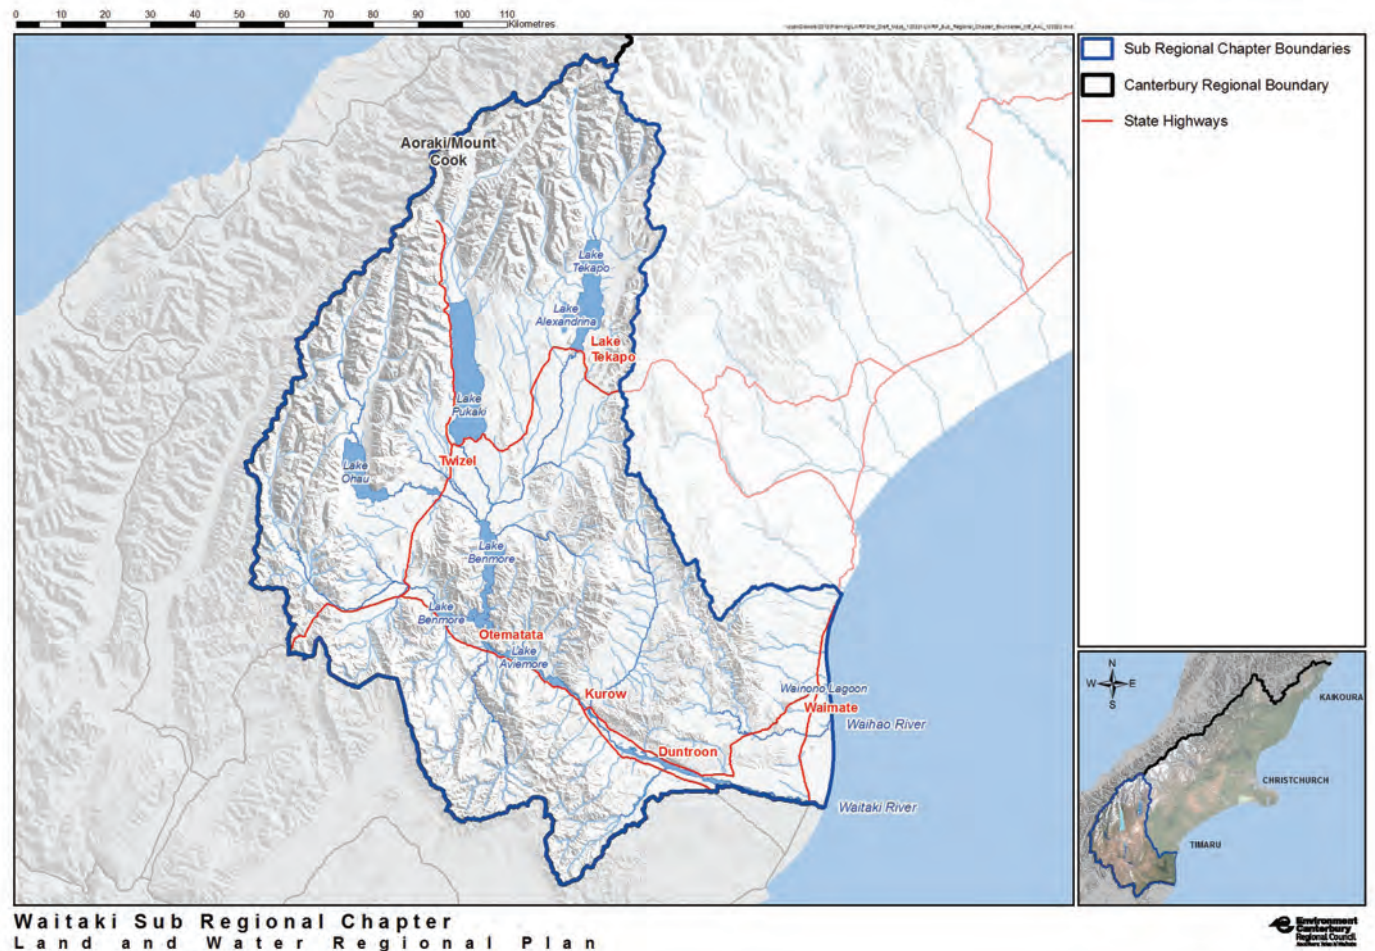 0 10 20 30 40 50 60 70 80 90 100 110
Kilometres
Sub Regional Chapter Boundaries
Canterbury Regional Boundary
State Highways
Aoraki/Mount
Cook
Lake
Tekapo
Lake
Alexandrina
Lake
Tekapo
Lake
Pukaki
Twizel
Lake
Ohau
Lake
Benmore
Lake
Benmore
Otematata
Lake
Aviemore
Kurow
Wainono Lagoon
Waimate
Waihao River
Duntroon
Waitaki River
N
W E
S
KAIKOURA
CHRISTCHURCH
TIMARU
Waitaki Sub Regional Chapter
Land and Water Regional Plan
Environment
Canterbury
Regional Council